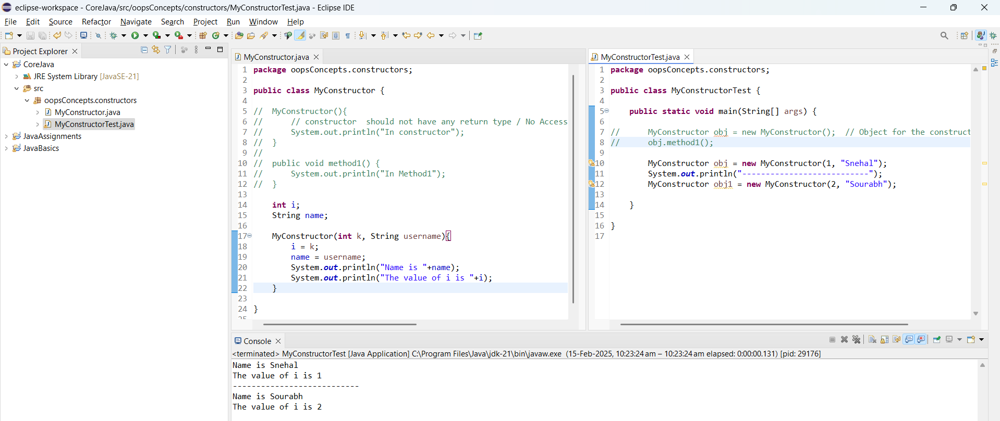 eclipse-workspace - CoreJava/src/oopsConcepts/constructors/MyConstructorTest.java - Eclipse IDE
File Edit Source Refactor Navigate Search Project Run Window Help
Project Explorer
CoreJava
JRE System Library [JavaSE-21]
src
oopsConcepts.constructors
MyConstructor.java
MyConstructorTest.java
JavaAssignments
JavaBasics
MyConstructor.java
1 package oopsConcepts.constructors;
2
3 public class MyConstructor {
4
5 //  MyConstructor(){
6 //      // constructor  should not have any return type / No Access
7 //      System.out.println("In constructor");
8 //  }
9 //
10 //  public void method1() {
11 //      System.out.println("In Method1");
12 //  }
13
14     int i;
15     String name;
16
17     MyConstructor(int k, String username){
18         i = k;
19         name = username;
20         System.out.println("Name is "+name);
21         System.out.println("The value of i is "+i);
22     }
23
24 }
25
MyConstructorTest.java
1 package oopsConcepts.constructors;
2
3 public class MyConstructorTest {
4
5     public static void main(String[] args) {
6
7 //      MyConstructor obj = new MyConstructor();  // Object for the construct
8 //      obj.method1();
9
10         MyConstructor obj = new MyConstructor(1, "Snehal");
11         System.out.println("---------------------------");
12         MyConstructor obj1 = new MyConstructor(2, "Sourabh");
13
14     }
15
16 }
17
Console
<terminated> MyConstructorTest [Java Application] C:\Program Files\Java\jdk-21\bin\javaw.exe (15-Feb-2025, 10:23:24 am – 10:23:24 am elapsed: 0:00:00.131) [pid: 29176]
Name is Snehal
The value of i is 1
---------------------------
Name is Sourabh
The value of i is 2